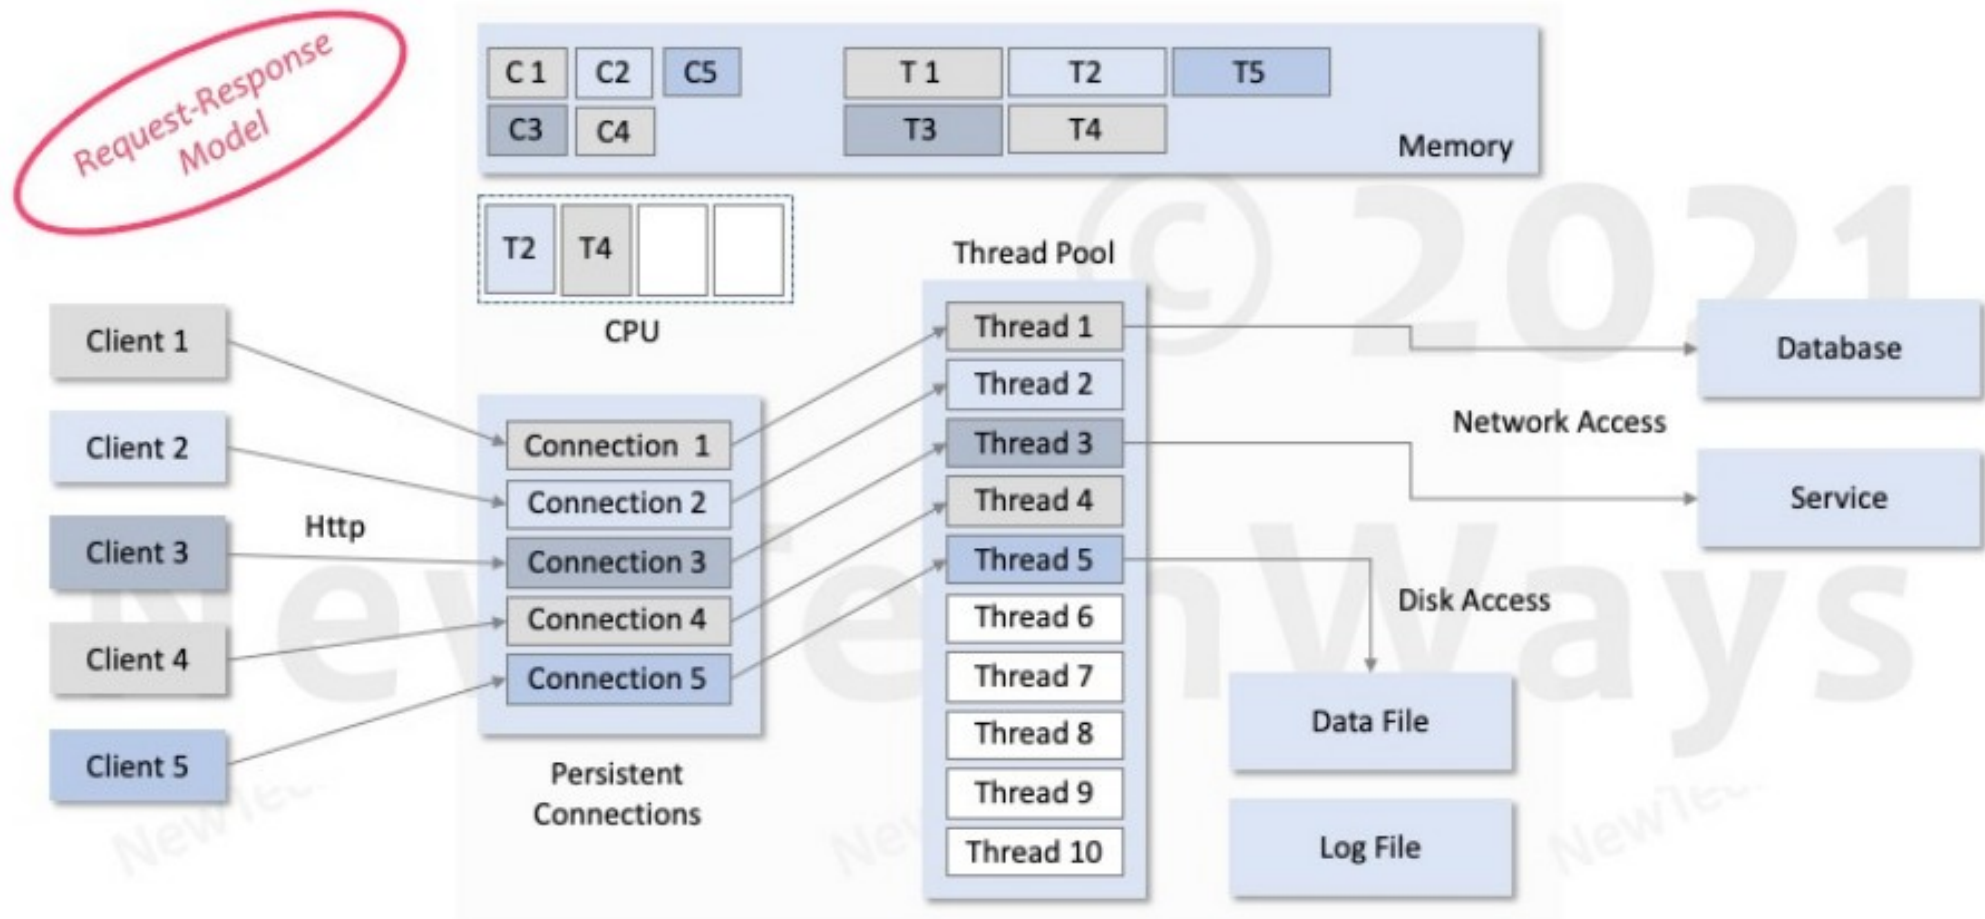 Request-Response
Model
C 1
C2
C5
C3
C4
T 1
T2
T5
T3
T4
Memory
T2
T4
CPU
Client 1
Client 2
Client 3
Client 4
Client 5
Http
Connection 1
Connection 2
Connection 3
Connection 4
Connection 5
Persistent
Connections
Thread Pool
Thread 1
Thread 2
Thread 3
Thread 4
Thread 5
Thread 6
Thread 7
Thread 8
Thread 9
Thread 10
Database
Network Access
Service
Disk Access
Data File
Log File
© 2021